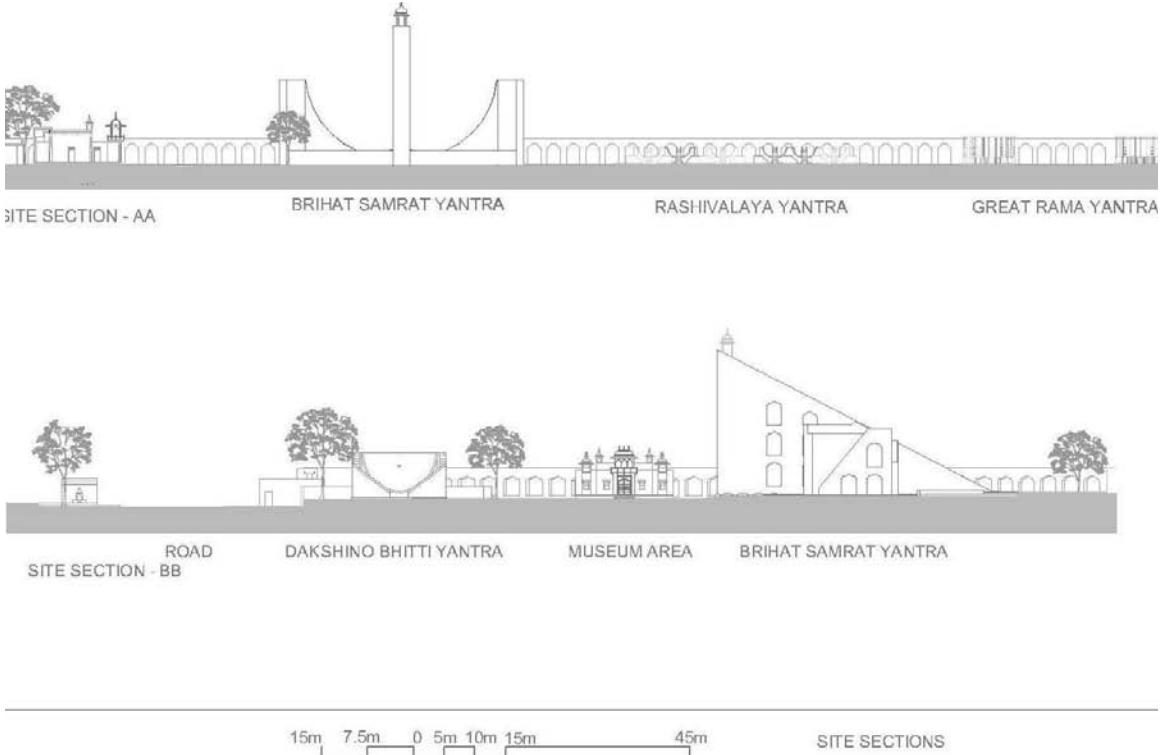 SITE SECTION - AA
BRIHAT SAMRAT YANTRA
RASHIVALAYA YANTRA
GREAT RAMA YANTRA
ROAD
DAKSHINO BHITTI YANTRA
MUSEUM AREA
BRIHAT SAMRAT YANTRA
SITE SECTION - BB
15m 7.5m 0 5m 10m 15m 45m
SITE SECTIONS